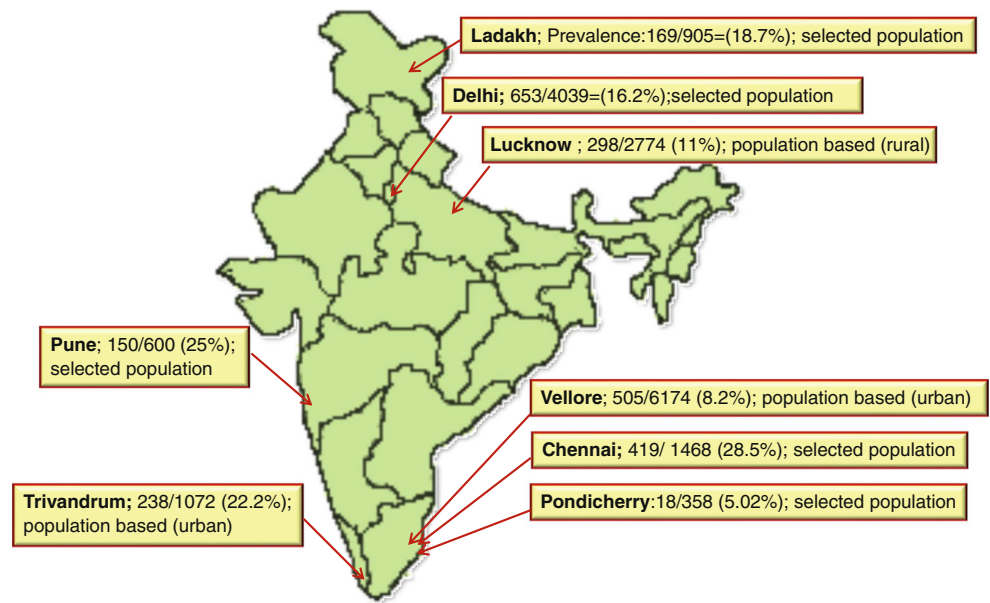 Ladakh; Prevalence:169/905=(18.7%); selected population
Delhi; 653/4039=(16.2%);selected population
Lucknow ; 298/2774 (11%); population based (rural)
Pune; 150/600 (25%);
selected population
Vellore; 505/6174 (8.2%); population based (urban)
Chennai; 419/ 1468 (28.5%); selected population
Trivandrum; 238/1072 (22.2%);
population based (urban)
Pondicherry:18/358 (5.02%); selected population